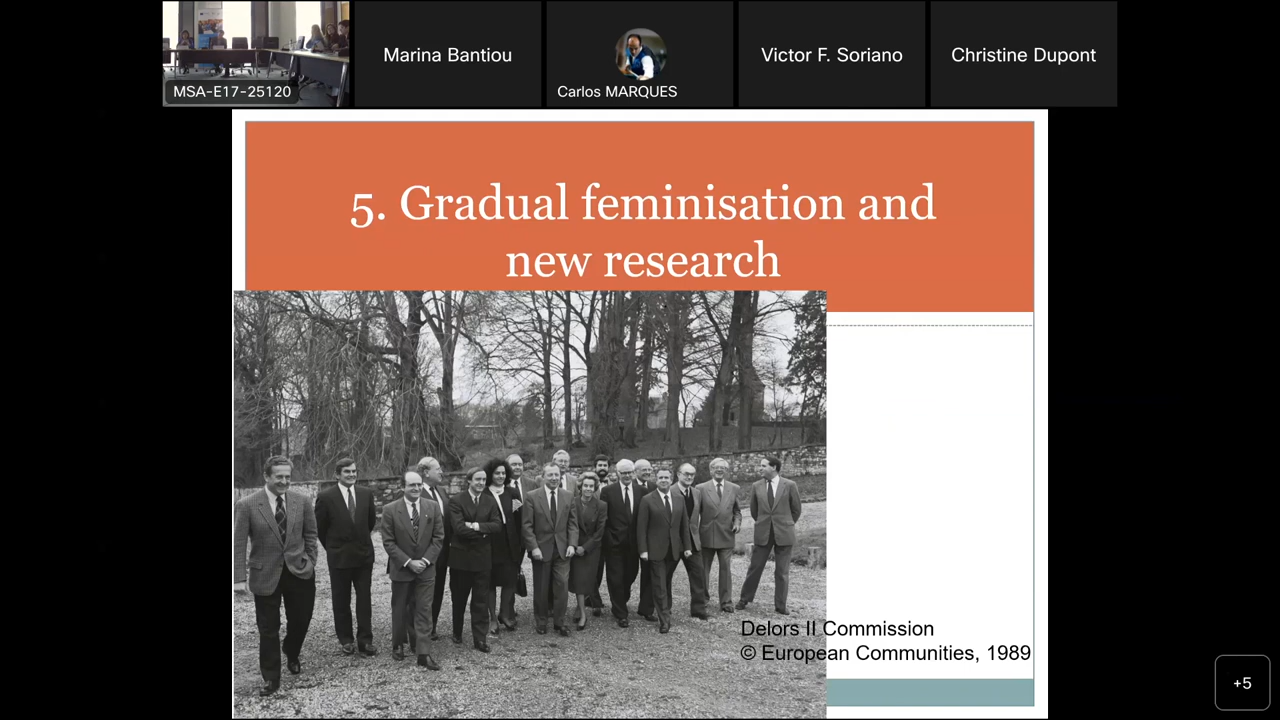 MSA-E17-25120
Marina Bantiou
Carlos MARQUES
Victor F. Soriano
Christine Dupont
5. Gradual feminisation and
new research
Delors II Commission
© European Communities, 1989
+5